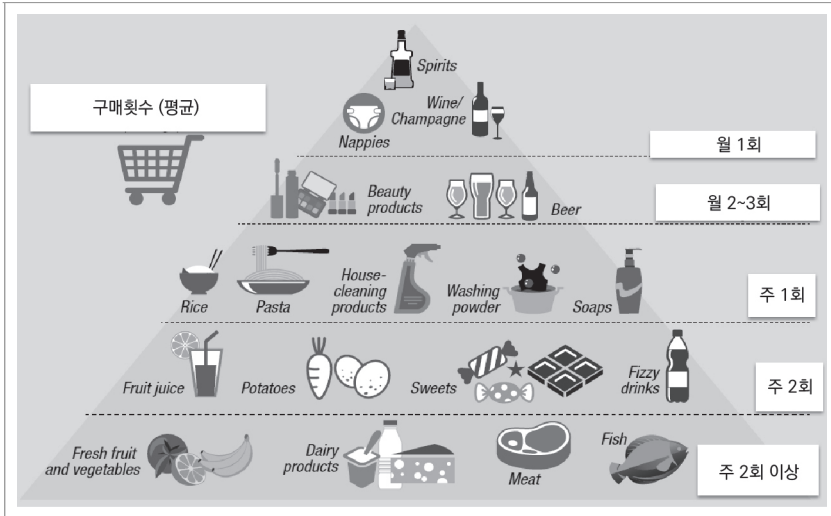 구매횟수 (평균)
Spirits
Wine/
Champagne
Nappies
월 1회
Beauty
products
Beer
월 2~3회
Rice
Pasta
House-
cleaning
products
Washing
powder
Soaps
주 1회
Fruit juice
Potatoes
Sweets
Fizzy
drinks
주 2회
Fresh fruit
and vegetables
Dairy
products
Meat
Fish
주 2회 이상